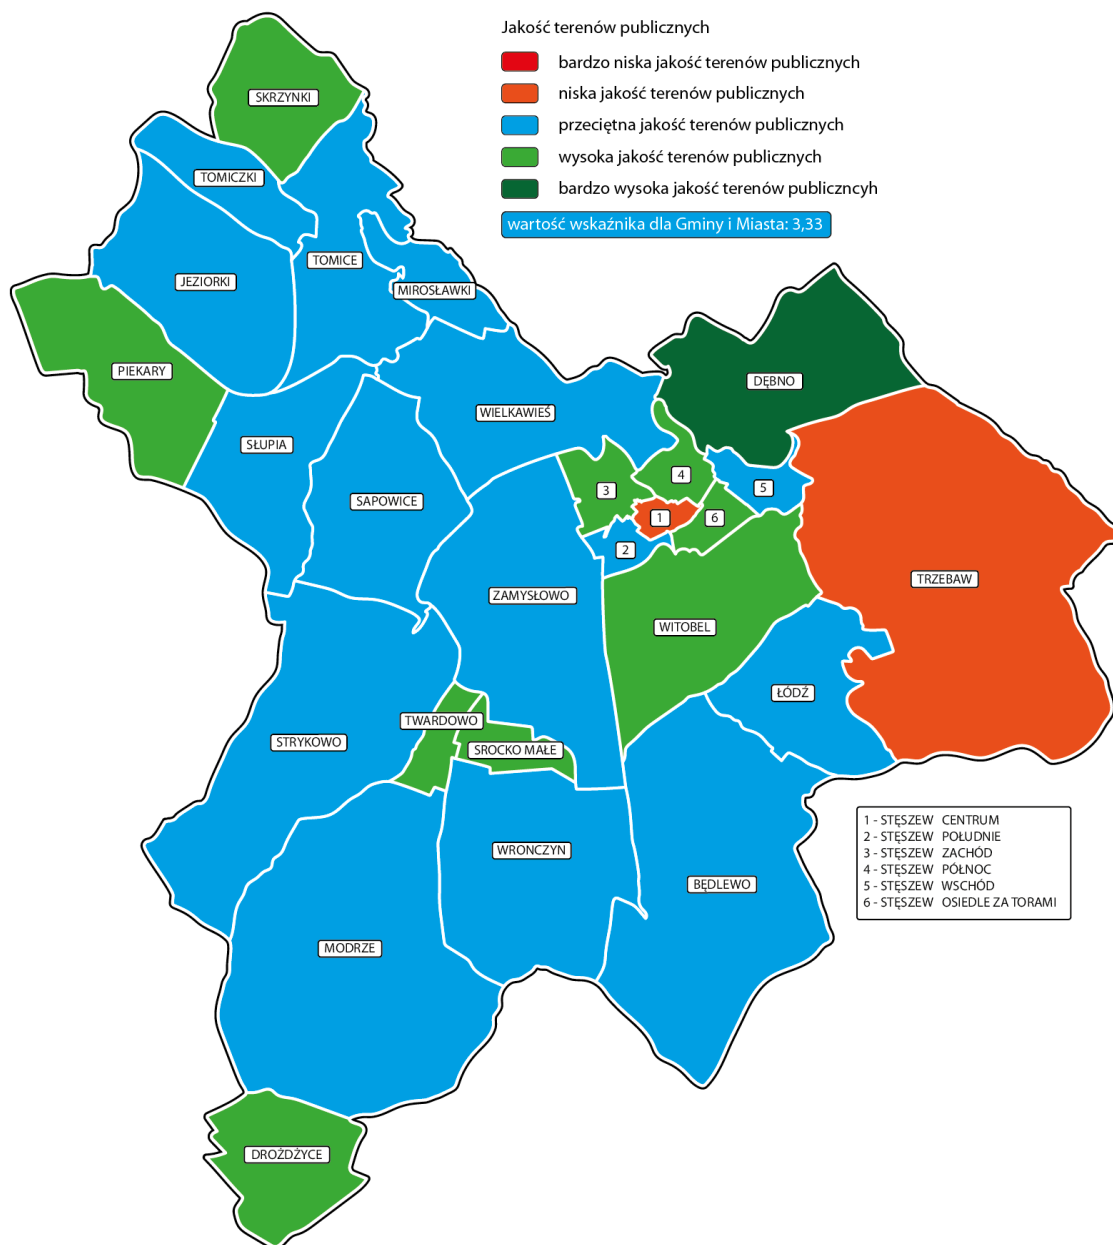 Jakość terenów publicznych
bardzo niska jakość terenów publicznych
niska jakość terenów publicznych
przeciętna jakość terenów publicznych
wysoka jakość terenów publicznych
bardzo wysoka jakość terenów publiczncyh
wartość wskaźnika dla Gminy i Miasta: 3,33
SKRZYNKI
TOMICZKI
TOMICE
JEZIORKI
MIROSŁAWKI
PIEKARY
DĘBNO
WIELKAWIEŚ
SŁUPIA
SAPOWICE
4
5
3
1
6
2
TRZEBAW
ZAMYSŁOWO
WITOBEL
ŁÓDŹ
TWARDOWO
STRYKOWO
SROCKO MAŁE
WRONCZYN
BĘDLEWO
MODRZE
DROŻDŻYCE
1 - STĘSZEW CENTRUM
2 - STĘSZEW POŁUDNIE
3 - STĘSZEW ZACHÓD
4 - STĘSZEW PÓŁNOC
5 - STĘSZEW WSCHÓD
6 - STĘSZEW OSIEDLE ZA TORAMI